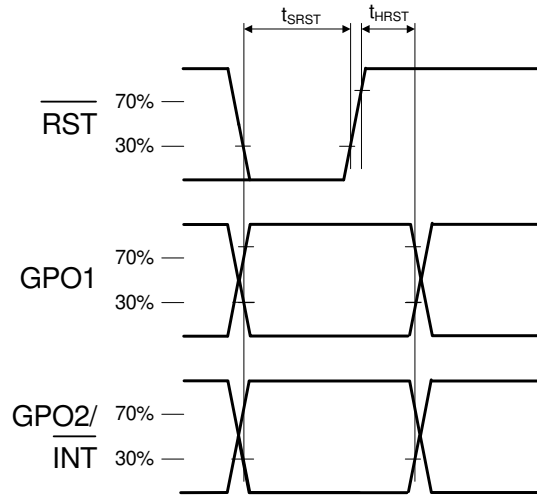 tSRST
tHRST
RST
70%
30%
GPO1
70%
30%
GPO2/
INT
70%
30%